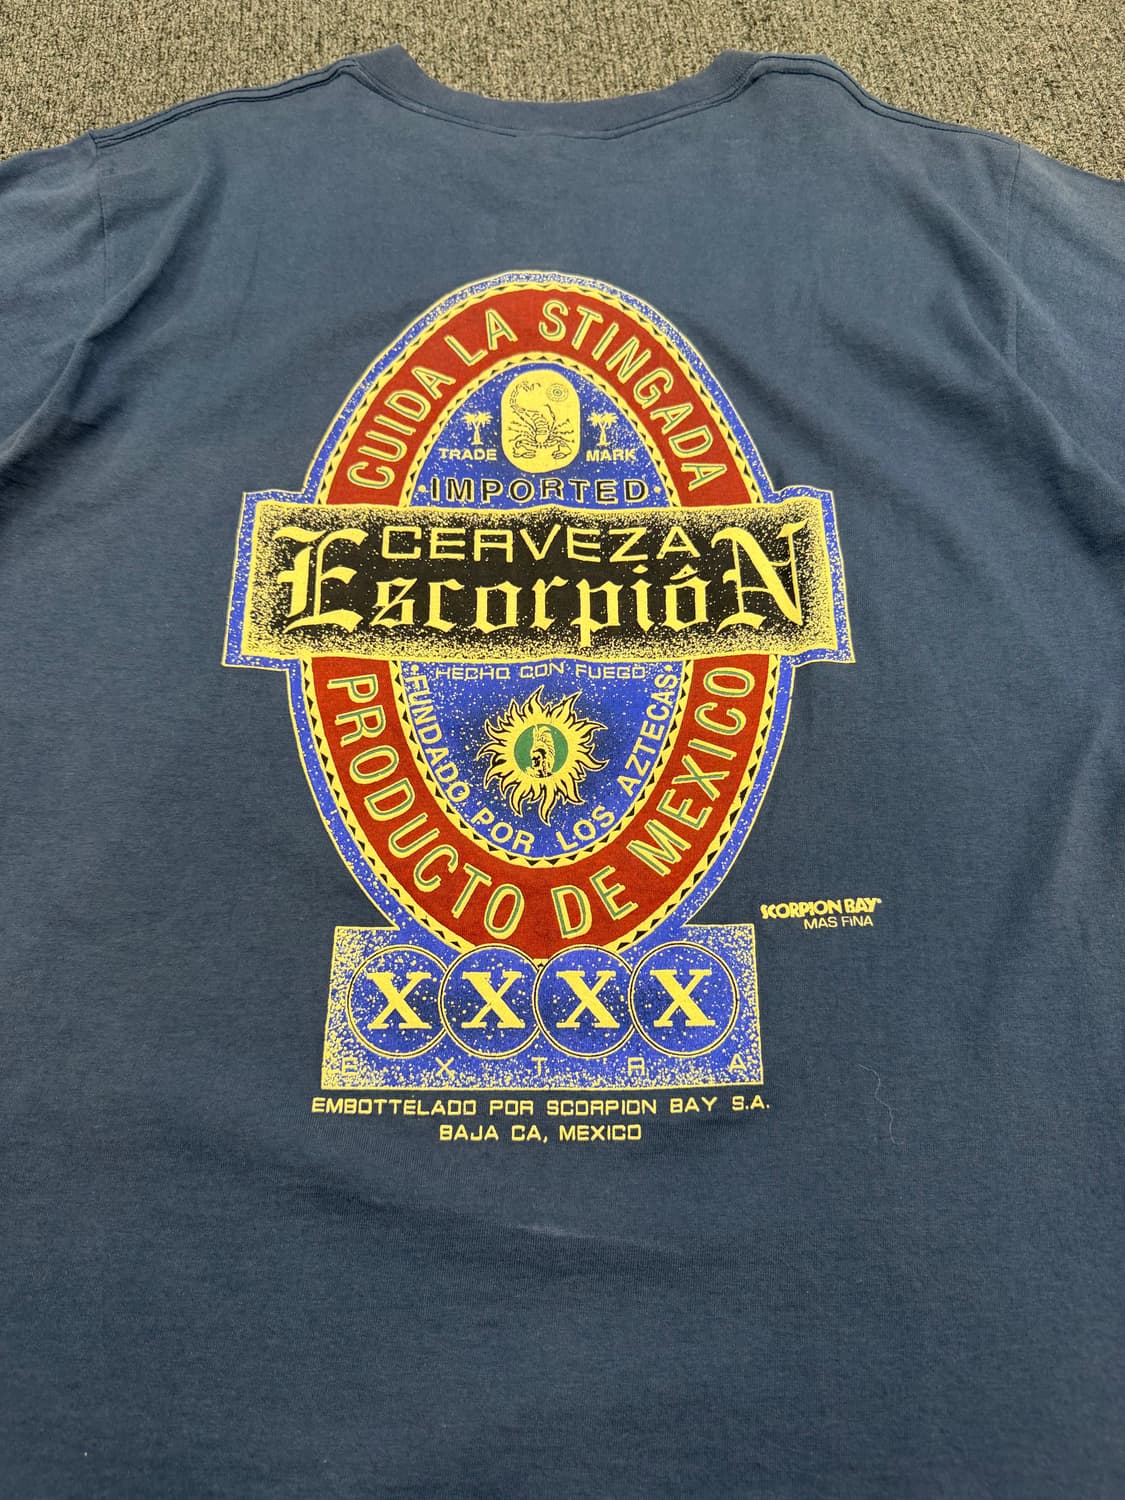 CUIDA LA STINGADA
TRADE MARK
IMPORTED
CERVEZA
EscorpióN
HECHO CON FUEGO
FUNDADO POR LOS AZTECAS
PRODUCTO DE MEXICO
XXXX
EXTRA
SCORPION BAY
MAS FINA
EMBOTTELADO POR SCORPION BAY S.A.
BAJA CA, MEXICO